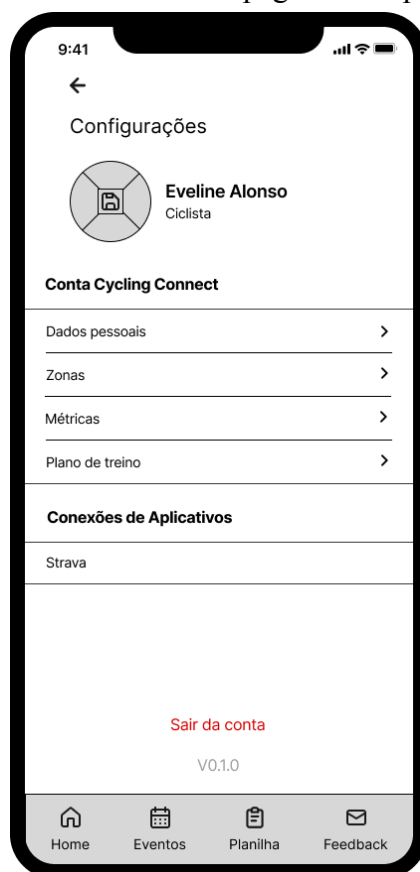 9:41
Configurações
Eveline Alonso
Ciclista
Conta Cycling Connect
Dados pessoais
Zonas
Métricas
Plano de treino
Conexões de Aplicativos
Strava
Sair da conta
V0.1.0
Home Eventos Planilha Feedback